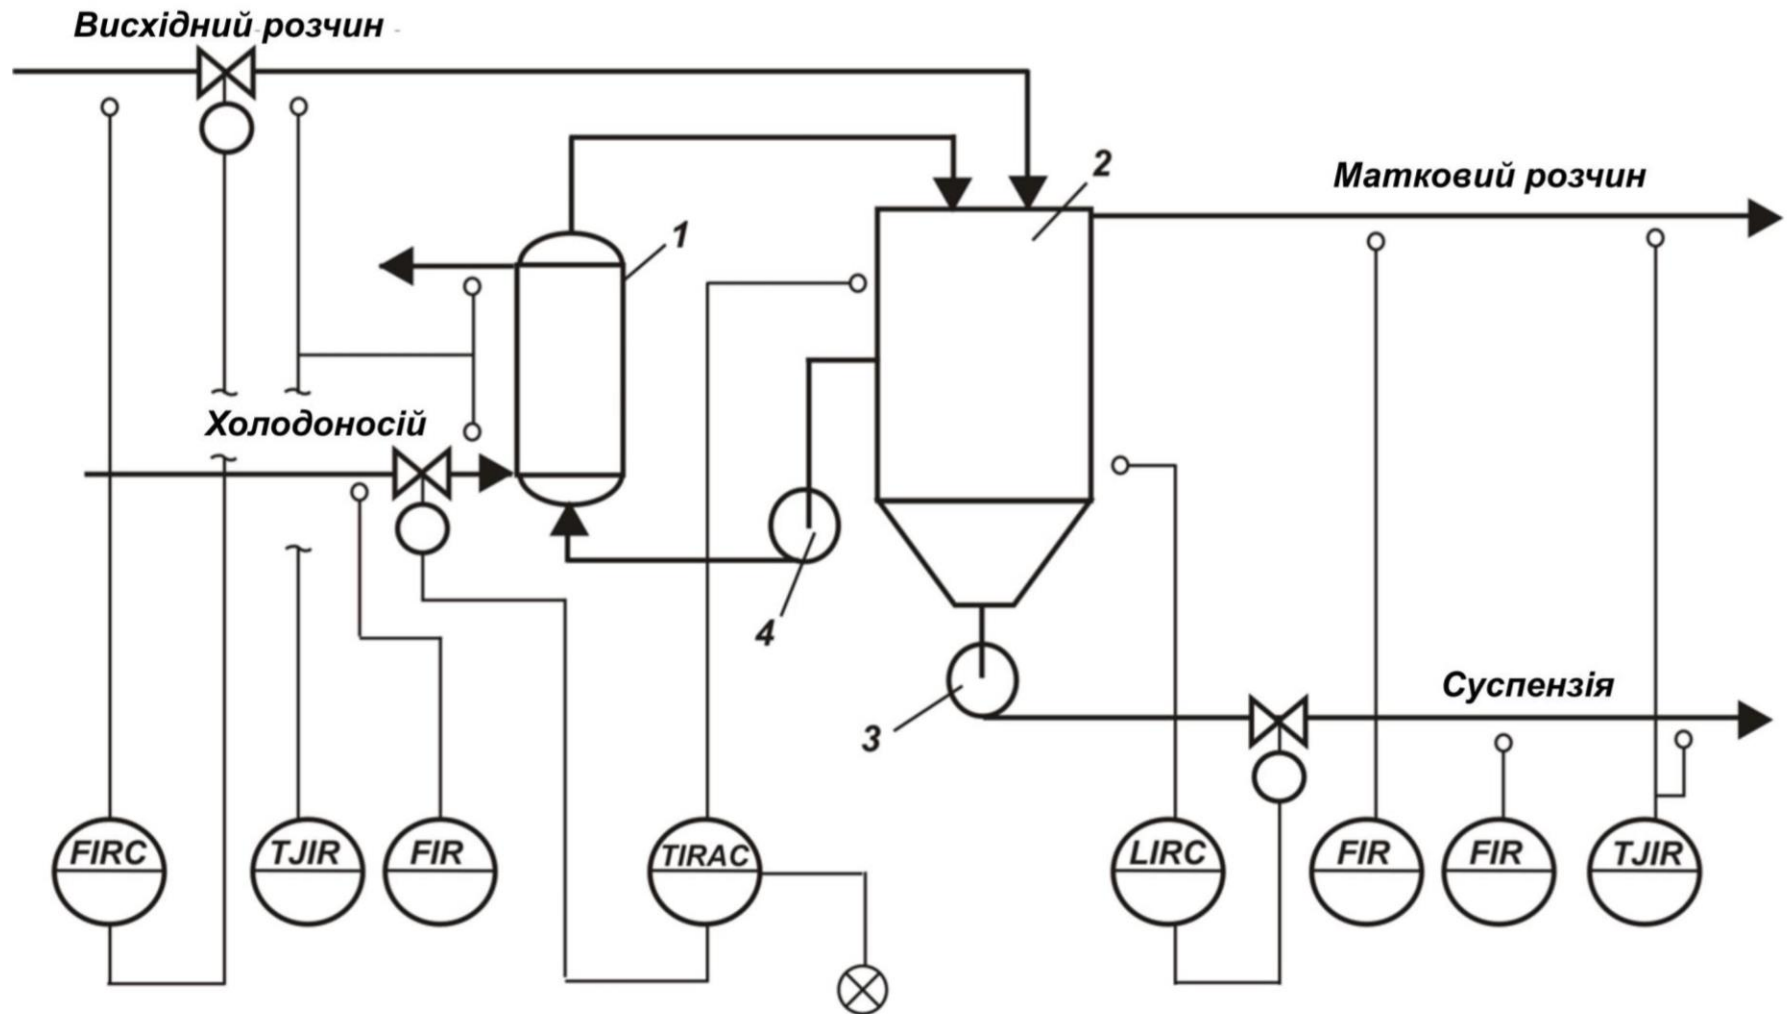 Висхідний розчин
2
Матковий розчин
1
Холодоносій
4
Суспензія
3
FIRC
TJIR
FIR
TIRAC
LIRC
FIR
FIR
TJIR